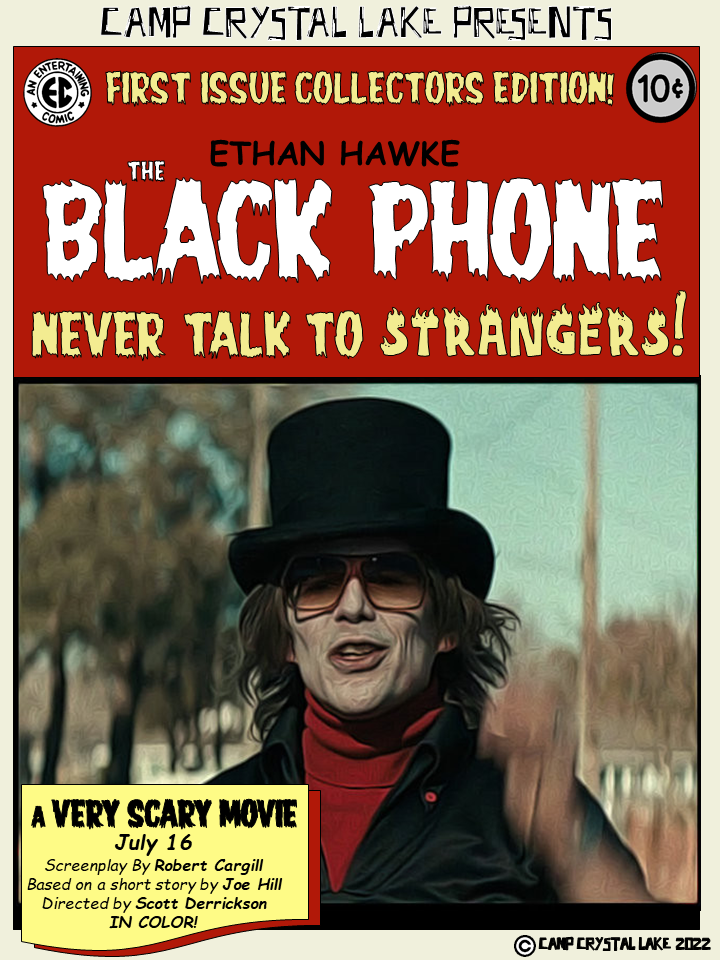 CAMP CRYSTAL LAKE PRESENTS
AN ENTERTAINING
EC
COMIC
FIRST ISSUE COLLECTORS EDITION!
10¢
ETHAN HAWKE
THE
BLACK PHONE
NEVER TALK TO STRANGERS!
A VERY SCARY MOVIE
July 16
Screenplay By Robert Cargill
Based on a short story by Joe Hill
Directed by Scott Derrickson
IN COLOR!
© CAMP CRYSTAL LAKE 2022